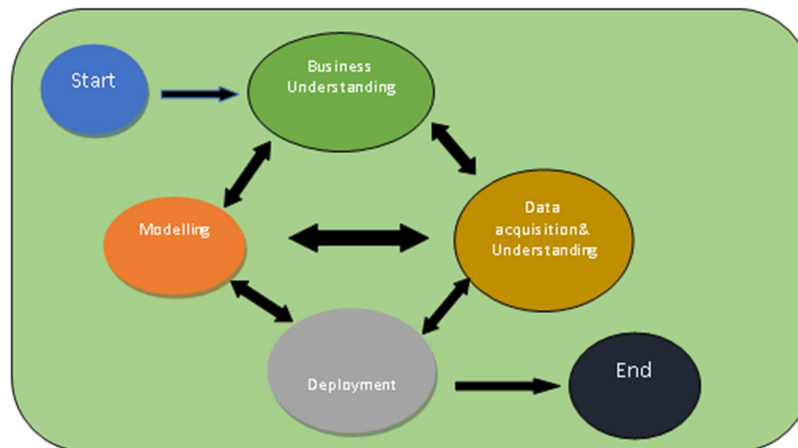 Start
Business
Understanding
Modelling
Data
acquisition&
Understanding
Deployment
End